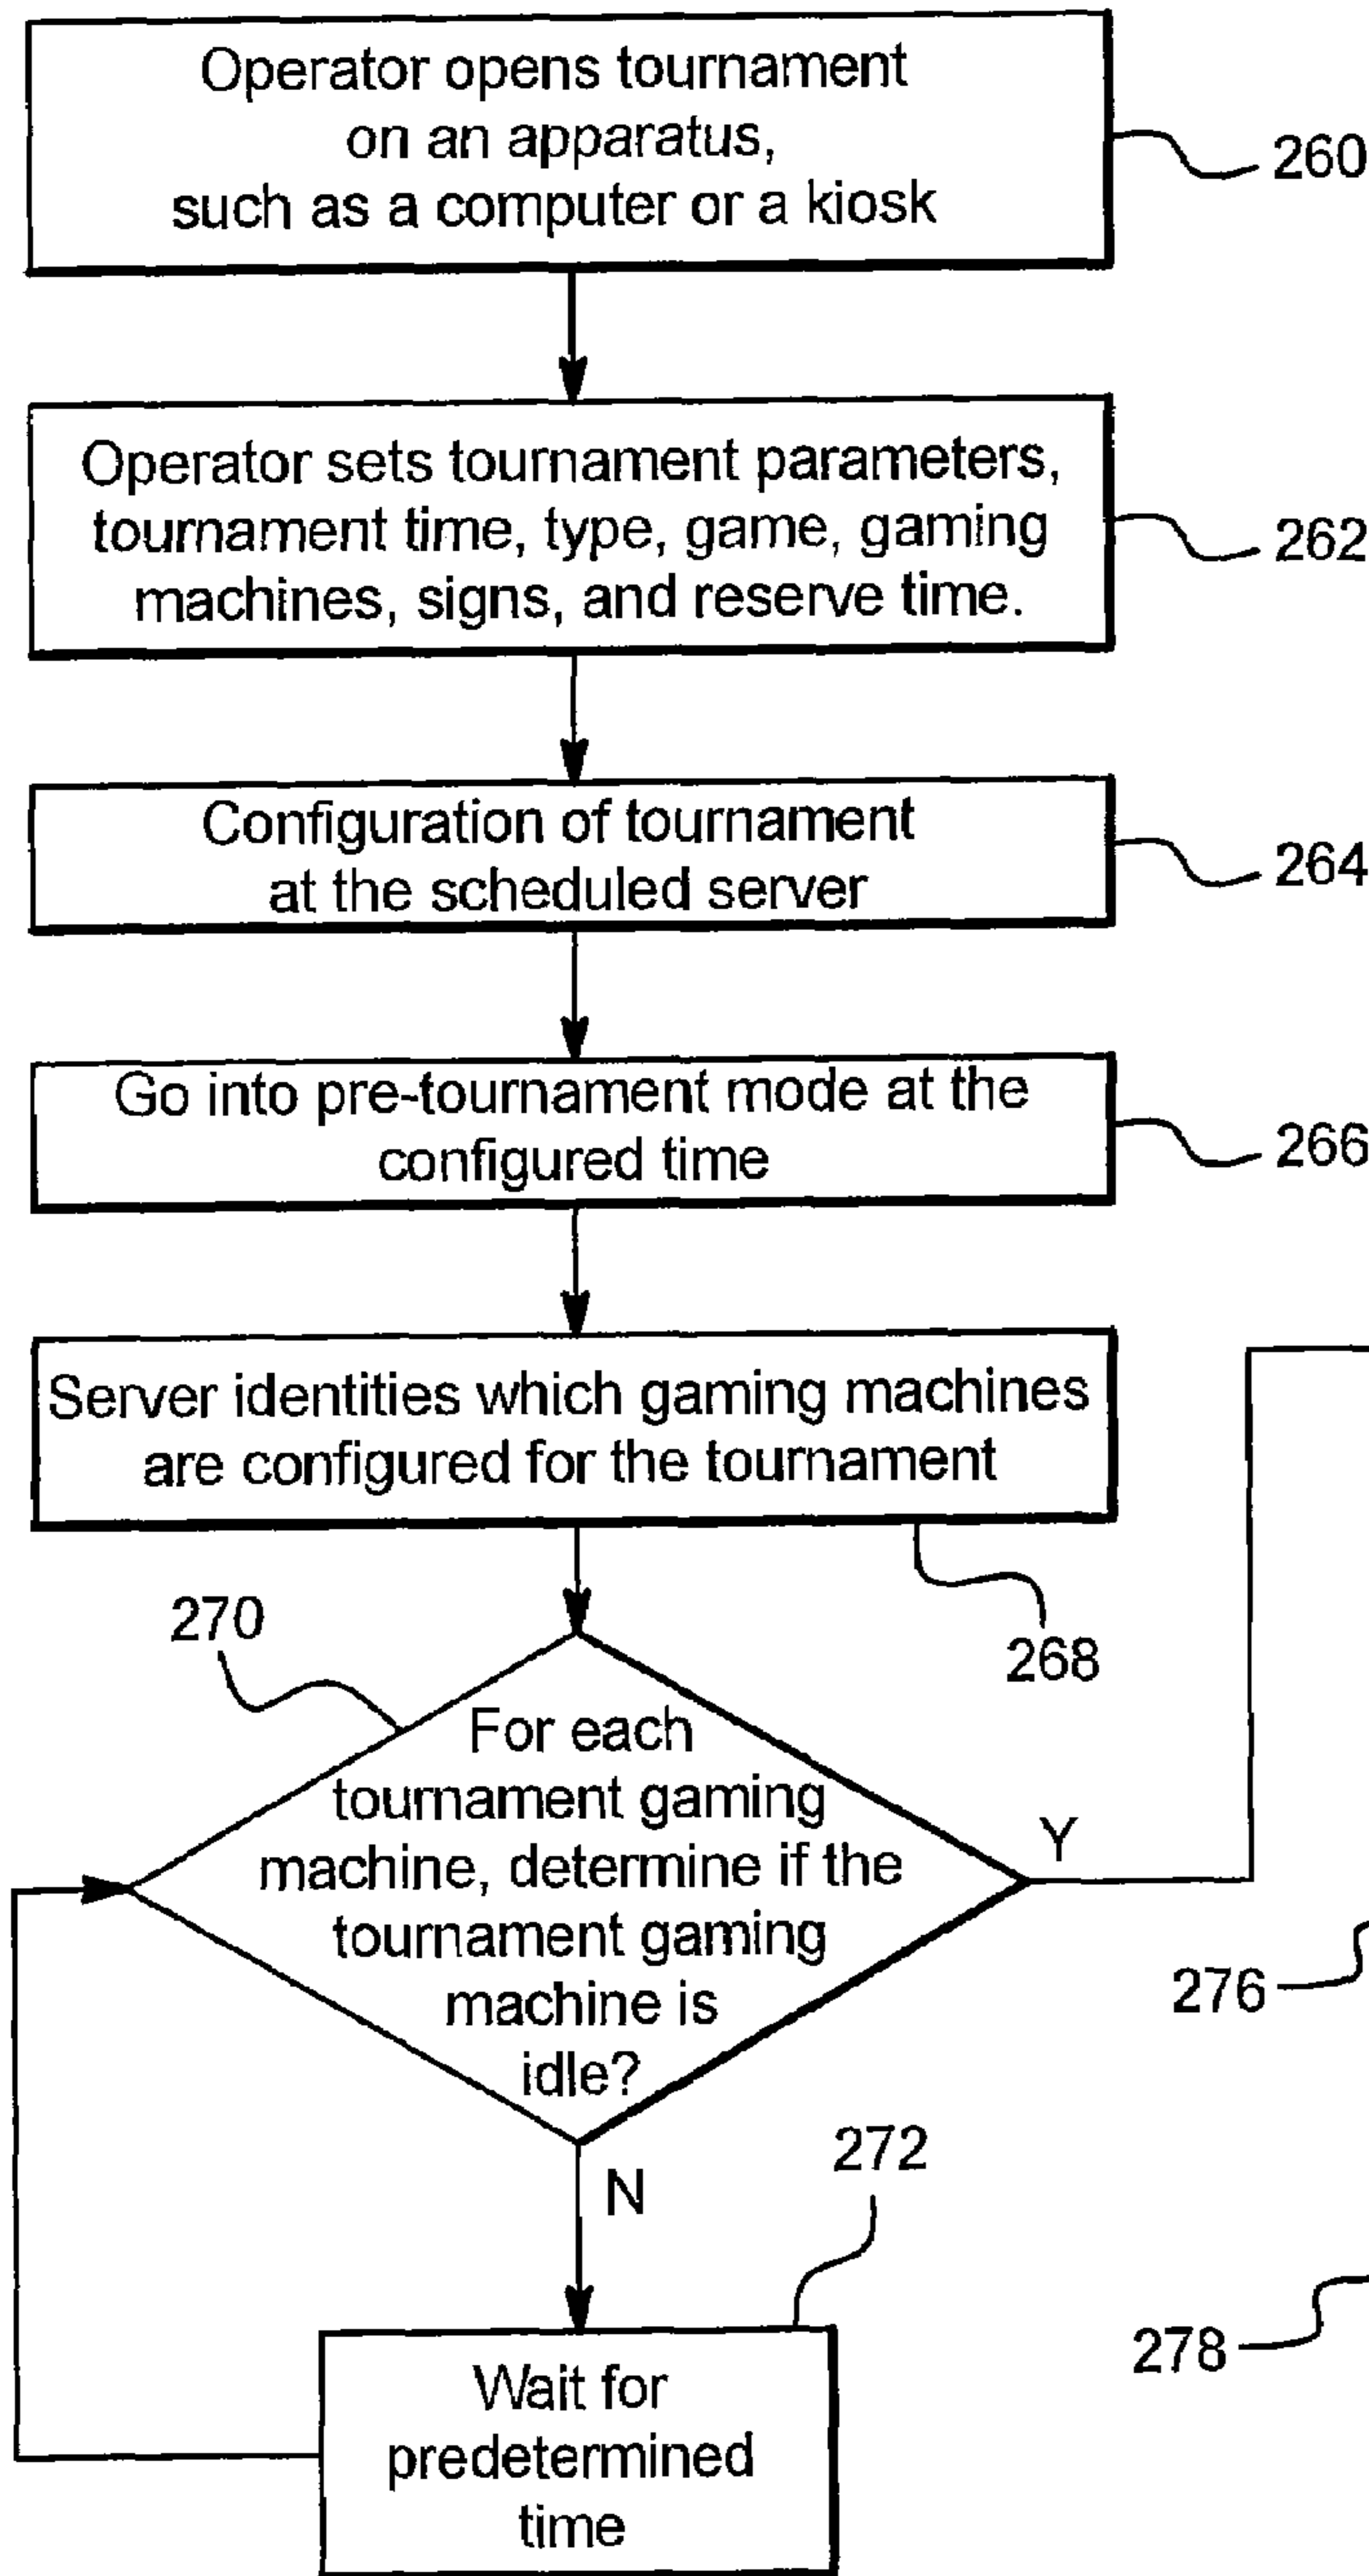 Operator opens tournament
on an apparatus,
such as a computer or a kiosk
260
Operator sets tournament parameters,
tournament time, type, game, gaming
machines, signs, and reserve time.
262
Configuration of tournament
at the scheduled server
264
Go into pre-tournament mode at the
configured time
266
Server identities which gaming machines
are configured for the tournament
268
270
For each
tournament gaming
machine, determine if the
tournament gaming
machine is
idle?
Y
N
276
272
Wait for
predetermined
time
278